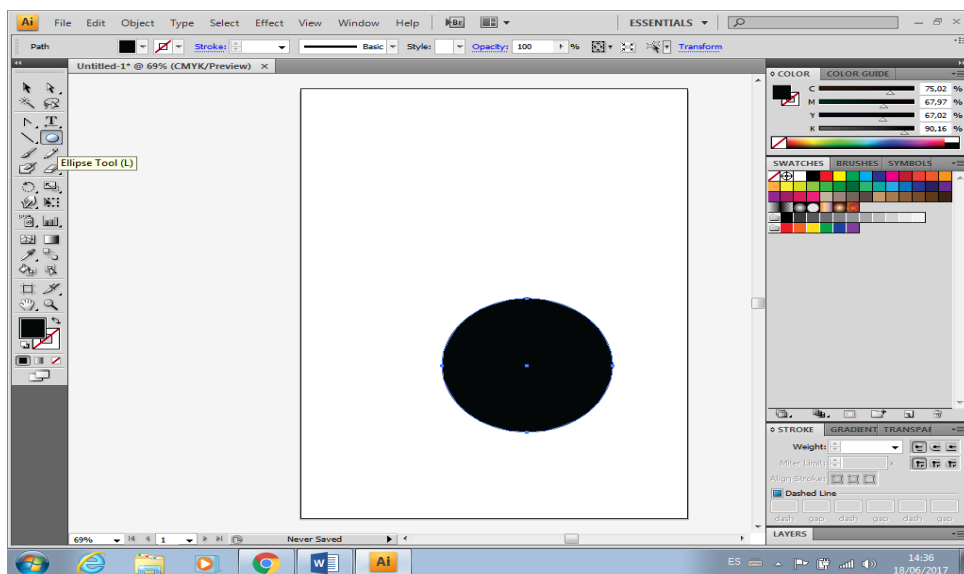 Ai File Edit Object Type Select Effect View Window Help Br ESSENTIALS
Path Stroke: Basic Style: Opacity: 100 % Transform
Untitled-1* @ 69% (CMYK/Preview) ×
COLOR COLOR GUIDE
C 75,02 %
M 67,97 %
Y 67,02 %
K 90,16 %
T
Ellipse Tool (L)
SWATCHES BRUSHES SYMBOLS
STROKE GRADIENT TRANSPAR
Weight:
Miter Limit: x
Align Stroke:
Dashed Line
dash gap dash gap dash gap
LAYERS
69% 1 Never Saved
W Ai ES 14:36
18/06/2017